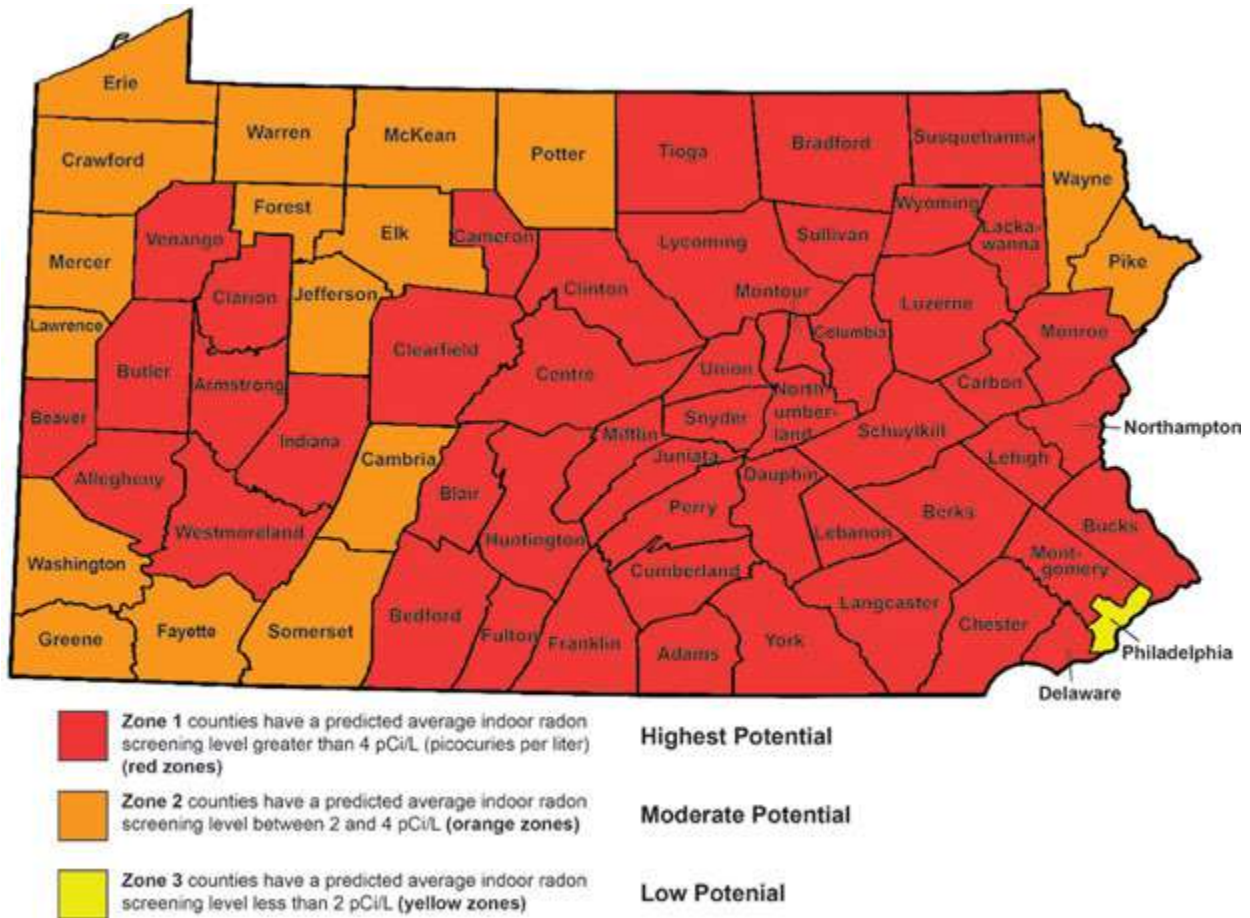 Erie
Warren
McKean
Potter
Tioga
Bradford
Susquehanna
Crawford
Wayne
Forest
Wyoming
Venango
Elk
Cameron
Lycoming
Sullivan
Lacka-
wanna
Mercer
Pike
Jefferson
Clarion
Clinton
Montour
Luzerne
Lawrence
Columbia
Monroe
Clearfield
Butler
Armstrong
Centre
Union
Carbon
Beaver
North-
umber-
land
Snyder
Northampton
Indiana
Mifflin
Schuylkill
Cambria
Juniata
Lehigh
Allegheny
Dauphin
Blair
Perry
Berks
Bucks
Westmoreland
Huntington
Lebanon
Mont-
gomery
Washington
Cumberland
Bedford
Langcaster
Greene
Fayette
Somerset
Fulton
Franklin
Adams
York
Chester
Philadelphia
Delaware
Zone 1 counties have a predicted average indoor radon
screening level greater than 4 pCi/L (picocuries per liter)
(red zones)
Highest Potential
Zone 2 counties have a predicted average indoor radon
screening level between 2 and 4 pCi/L (orange zones)
Moderate Potential
Zone 3 counties have a predicted average indoor radon
screening level less than 2 pCi/L (yellow zones)
Low Potenial